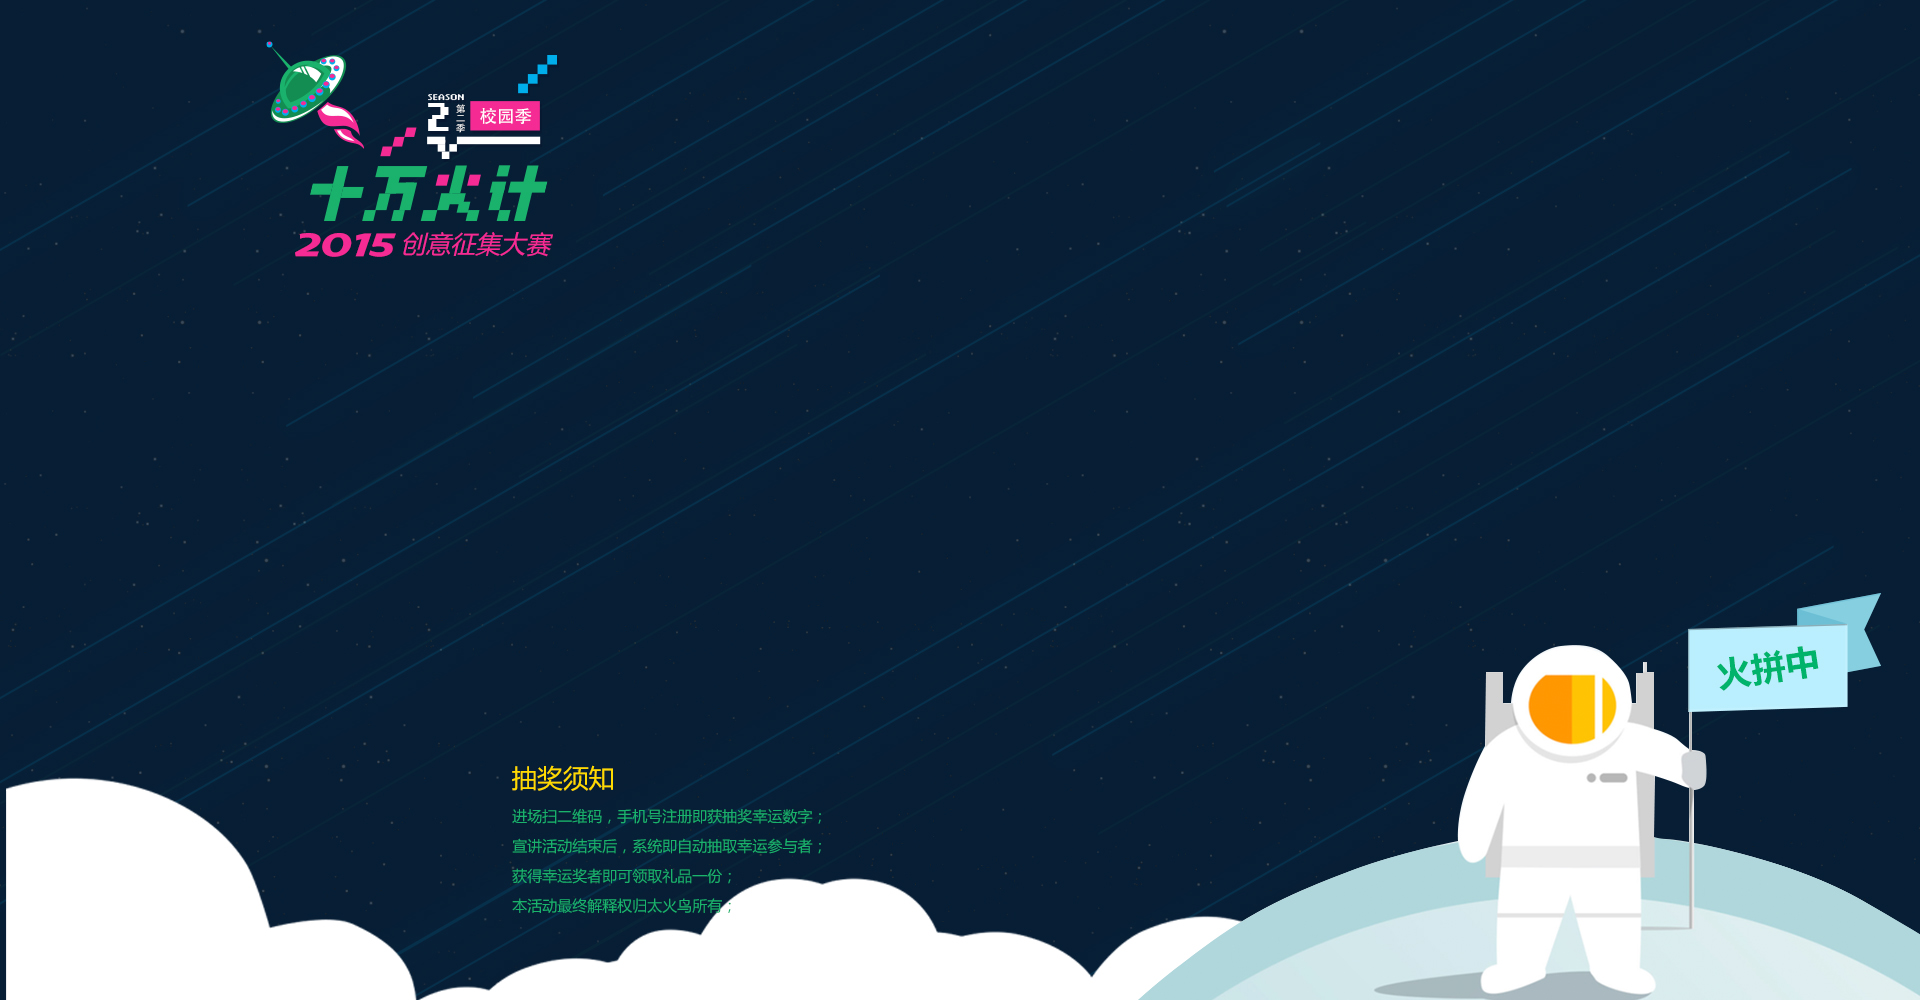 SEASON
2
第二季
校园季
十万火计
2015 创意征集大赛
火拼中
抽奖须知
进场扫二维码，手机号注册即获抽奖幸运数字；
宣讲活动结束后，系统即自动抽取幸运参与者；
获得幸运奖者即可领取礼品一份；
本活动最终解释权归太火鸟所有；